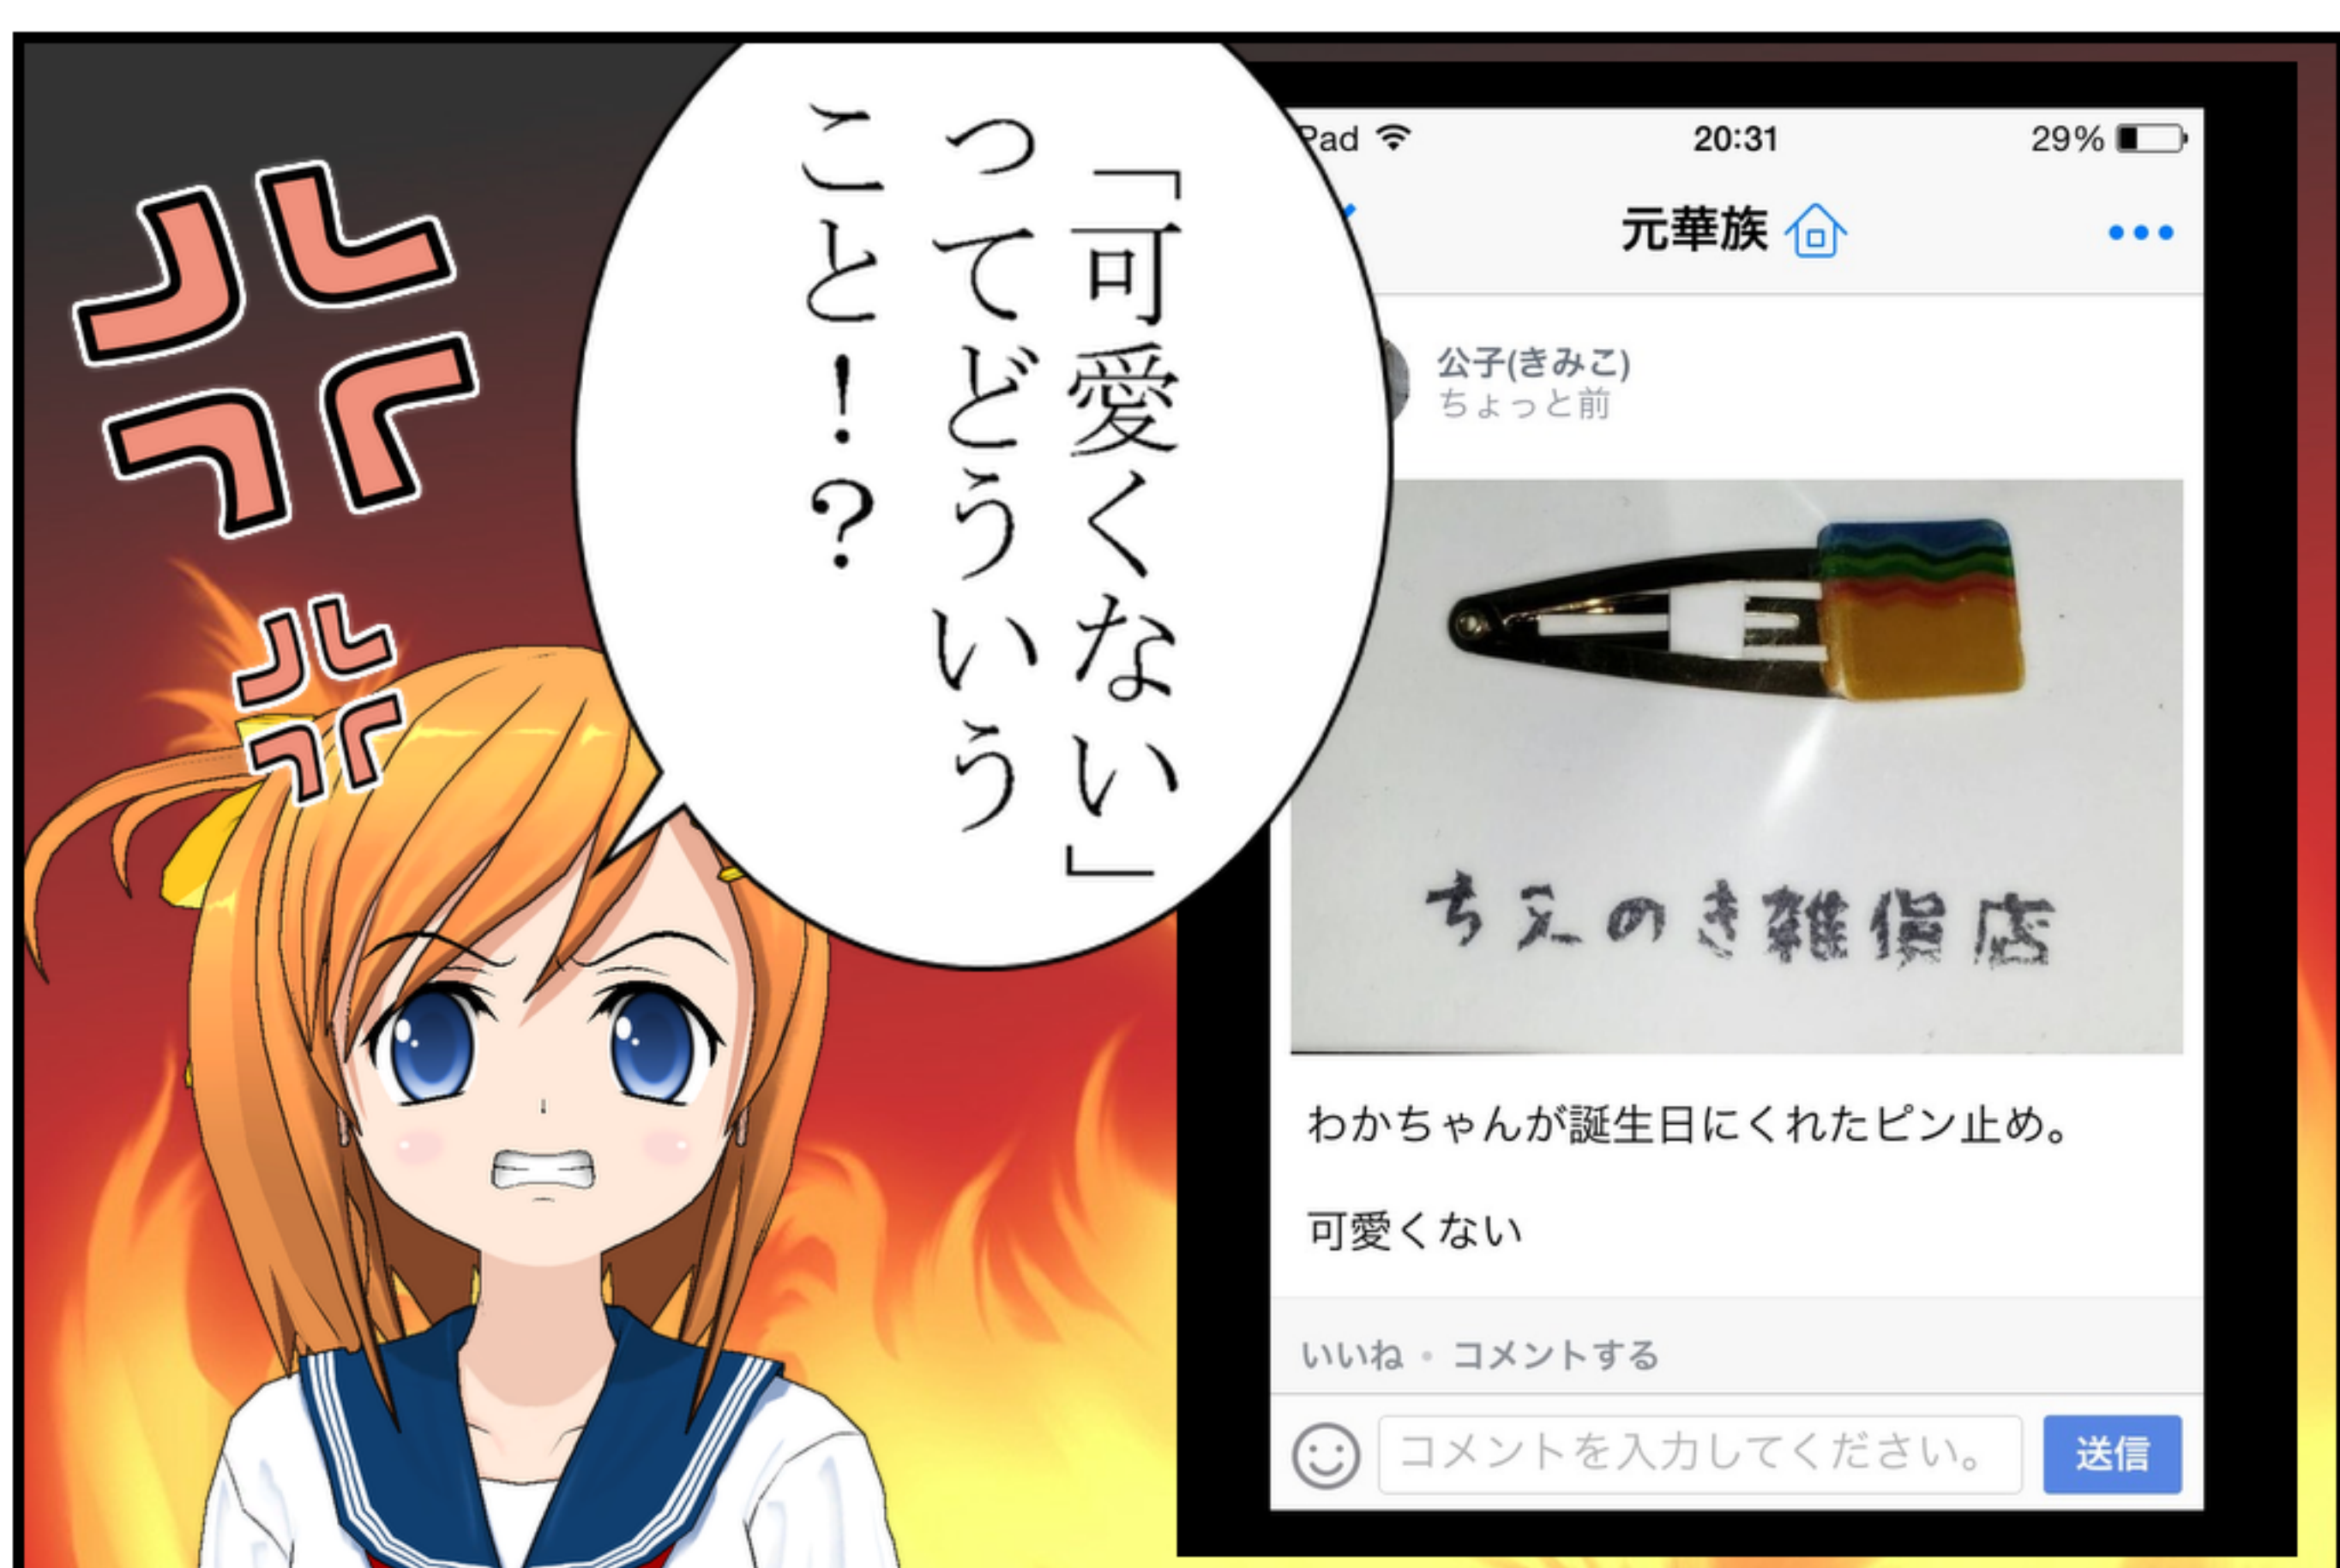 「可愛くない」
ってどういう
こと！？
Pad 20:31 29%
元華族
公子(きみこ)
ちょっと前
ちえのき雑貨店
わかちゃんが誕生日にくれたピン止め。
可愛くない
いいね • コメントする
コメントを入力してください。 送信